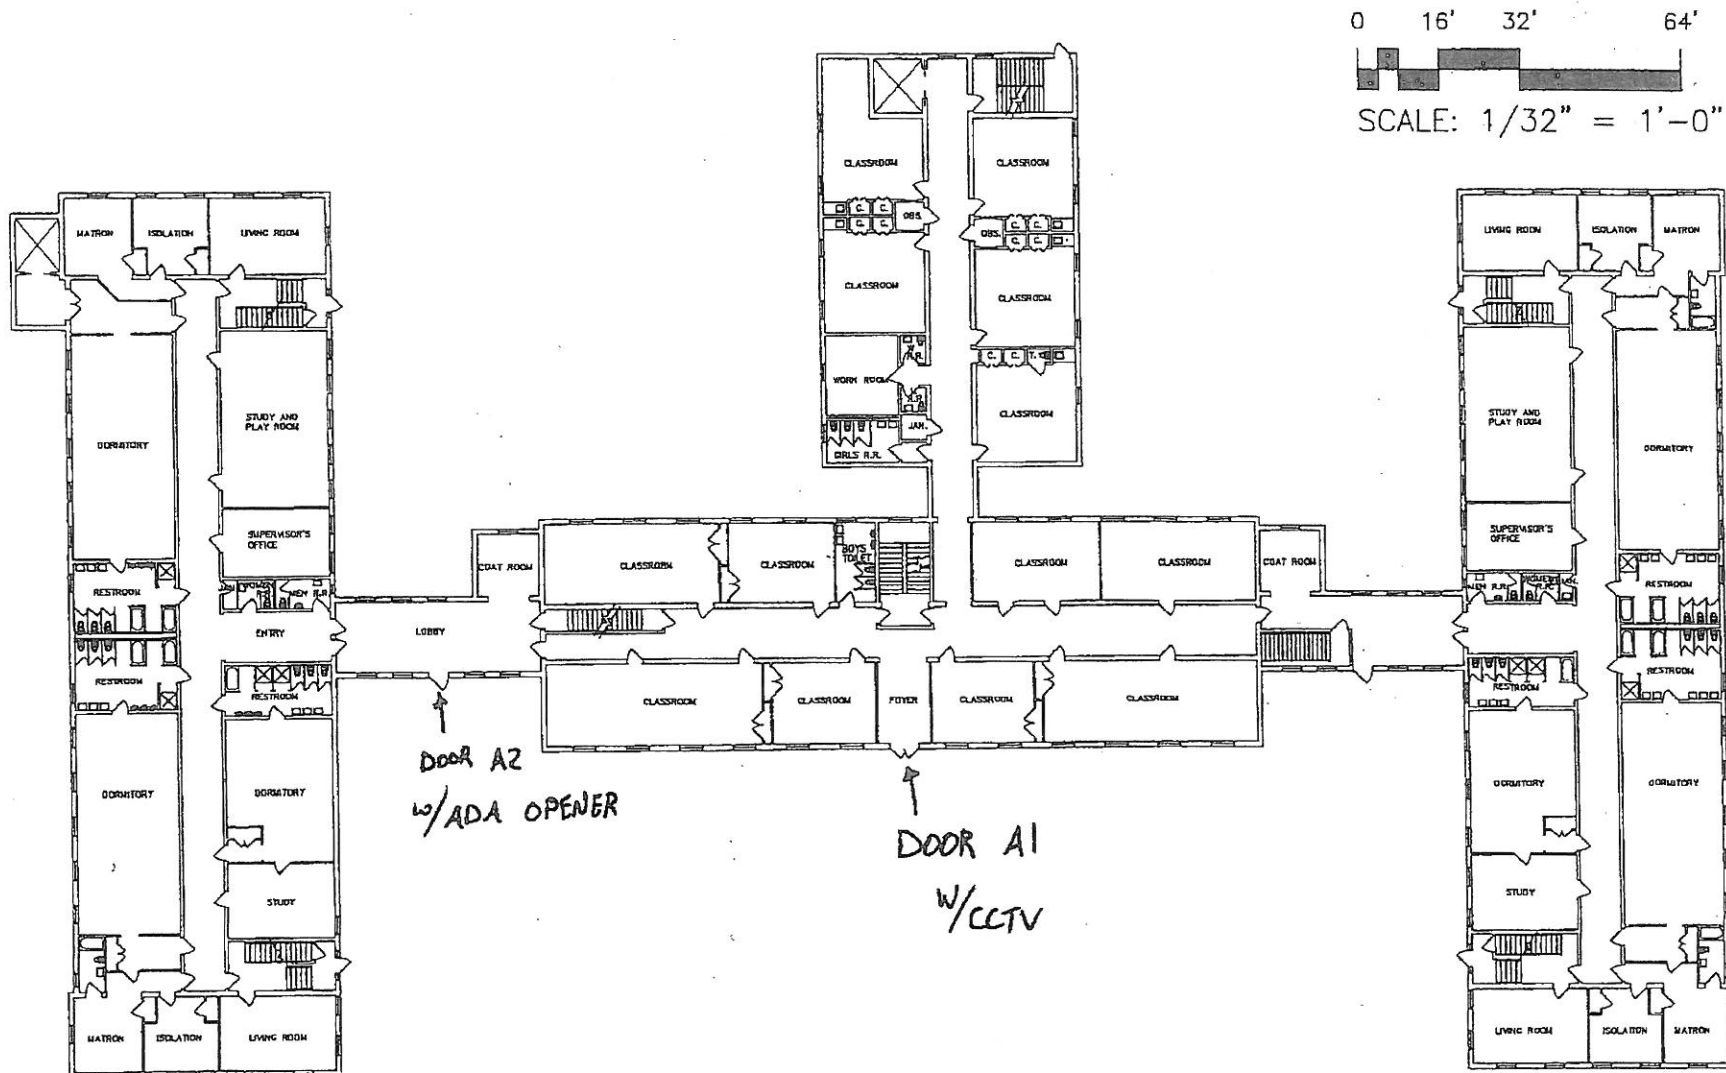 0 16' 32' 64'
SCALE: 1/32" = 1'-0"
CLASSROOM
CLASSROOM
C. C.
C. C.
OBS.
OBS.
C. C.
C. C.
CLASSROOM
CLASSROOM
WORK ROOM
R.R.
R.R.
C. C. T.
CLASSROOM
JAN.
GIRLS R.R.
MATRON
ISOLATION
LIVING ROOM
DORMITORY
STUDY AND
PLAY ROOM
SUPERVISOR'S
OFFICE
RESTROOM
WOMEN
R.R.
MEN R.R.
ENTRY
LOBBY
RESTROOM
RESTROOM
DORMITORY
DORMITORY
STUDY
MATRON
ISOLATION
LIVING ROOM
COAT ROOM
CLASSROOM
CLASSROOM
BOYS
TOILET
CLASSROOM
CLASSROOM
COAT ROOM
CLASSROOM
CLASSROOM
FOYER
CLASSROOM
CLASSROOM
DOOR A2
W/ADA OPENER
DOOR A1
W/CCTV
LIVING ROOM
ISOLATION
MATRON
STUDY AND
PLAY ROOM
DORMITORY
SUPERVISOR'S
OFFICE
MEN R.R.
WOMEN
R.R.
RESTROOM
RESTROOM
RESTROOM
DORMITORY
DORMITORY
STUDY
LIVING ROOM
ISOLATION
MATRON